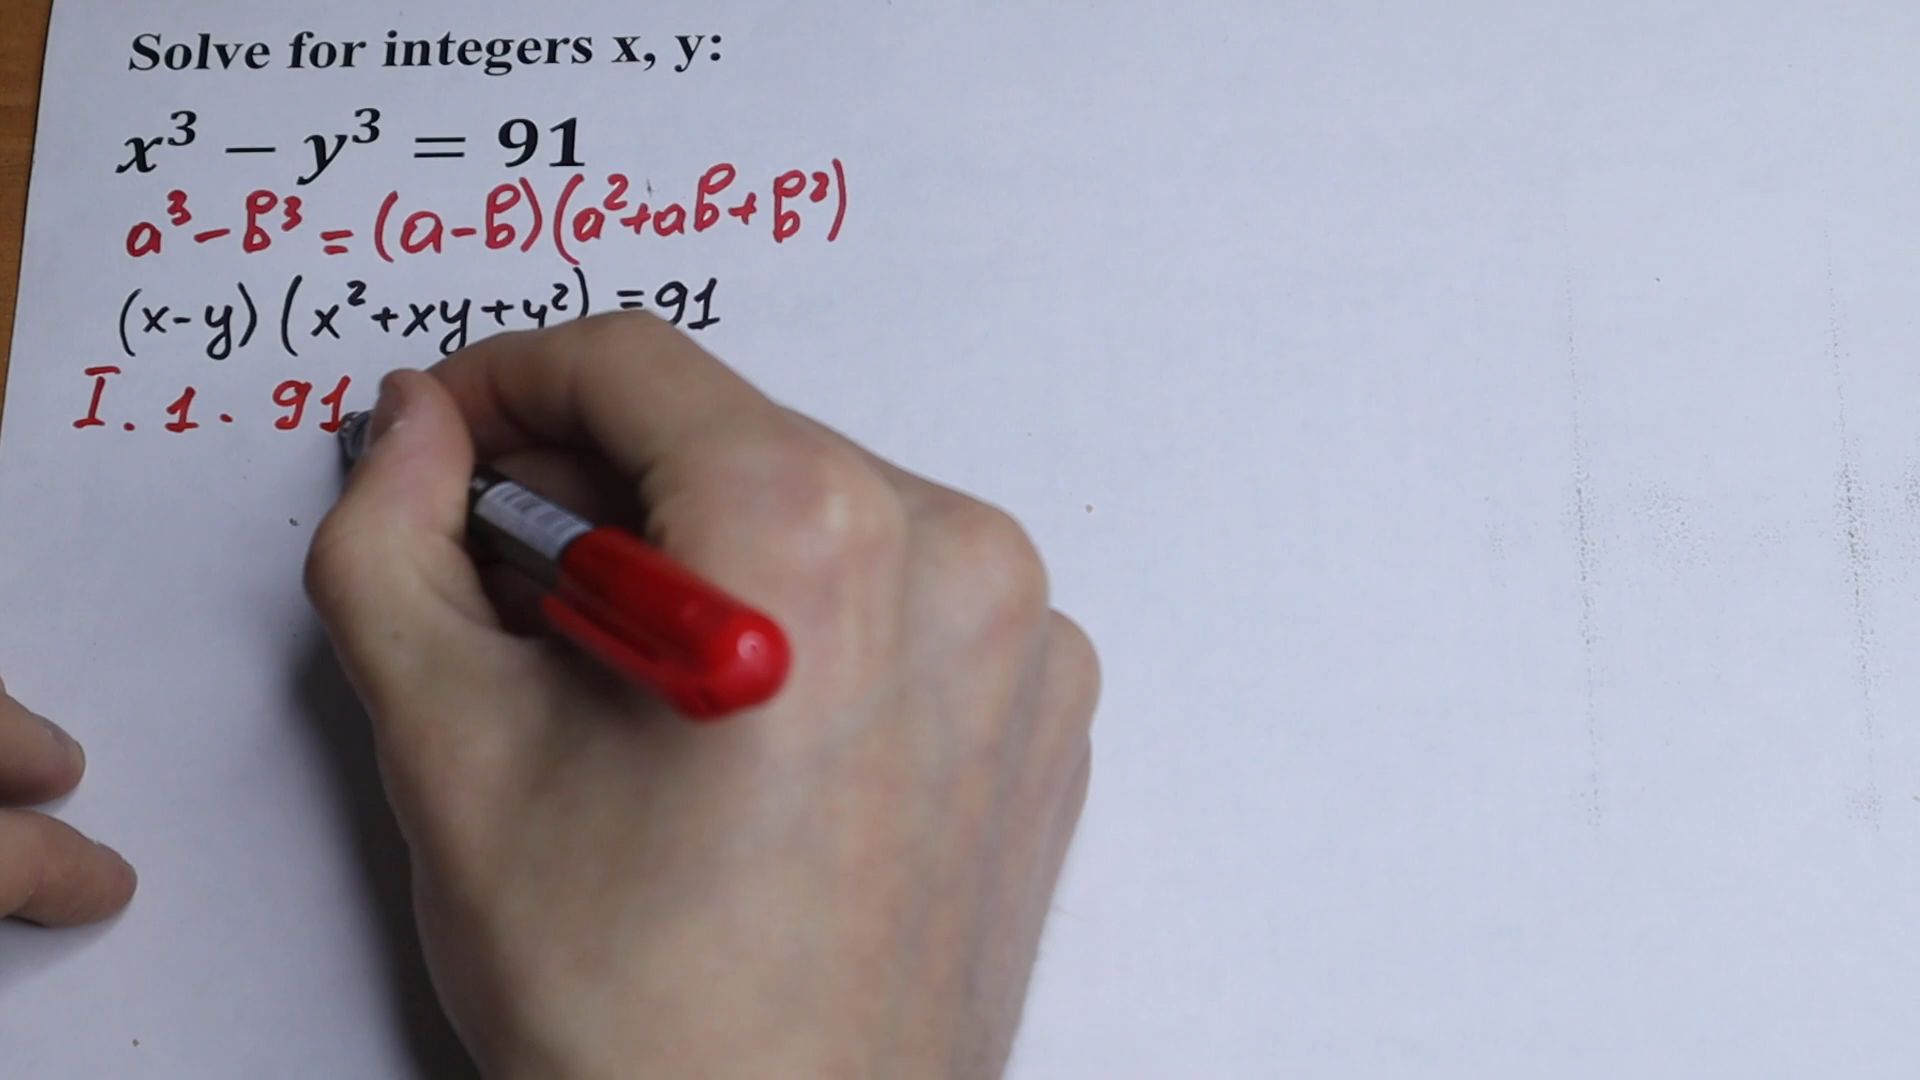 Solve for integers x, y:
x³ − y³ = 91
a³-b³ = (a-b)(a²+ab+b²)
(x-y)(x²+xy+y²) = 91
I. 1 · 91